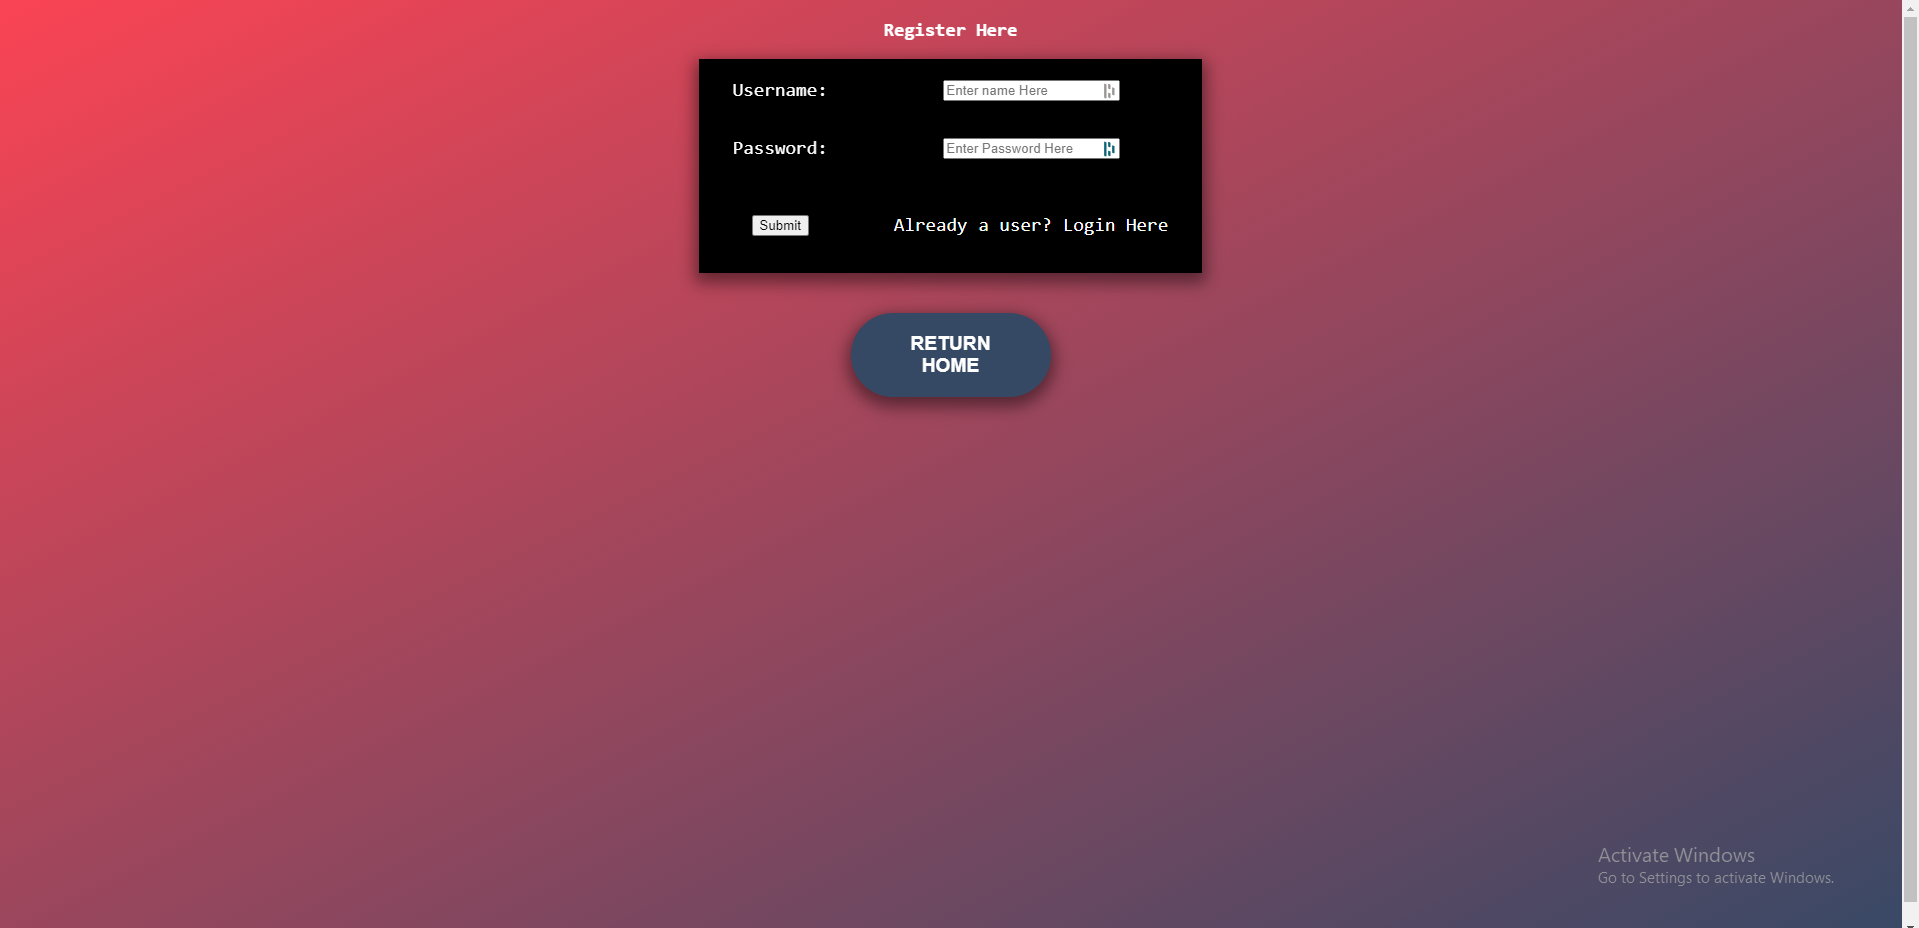 Register Here
Username:
Enter name Here
Password:
Enter Password Here
Submit
Already a user? Login Here
RETURN
HOME
Activate Windows
Go to Settings to activate Windows.